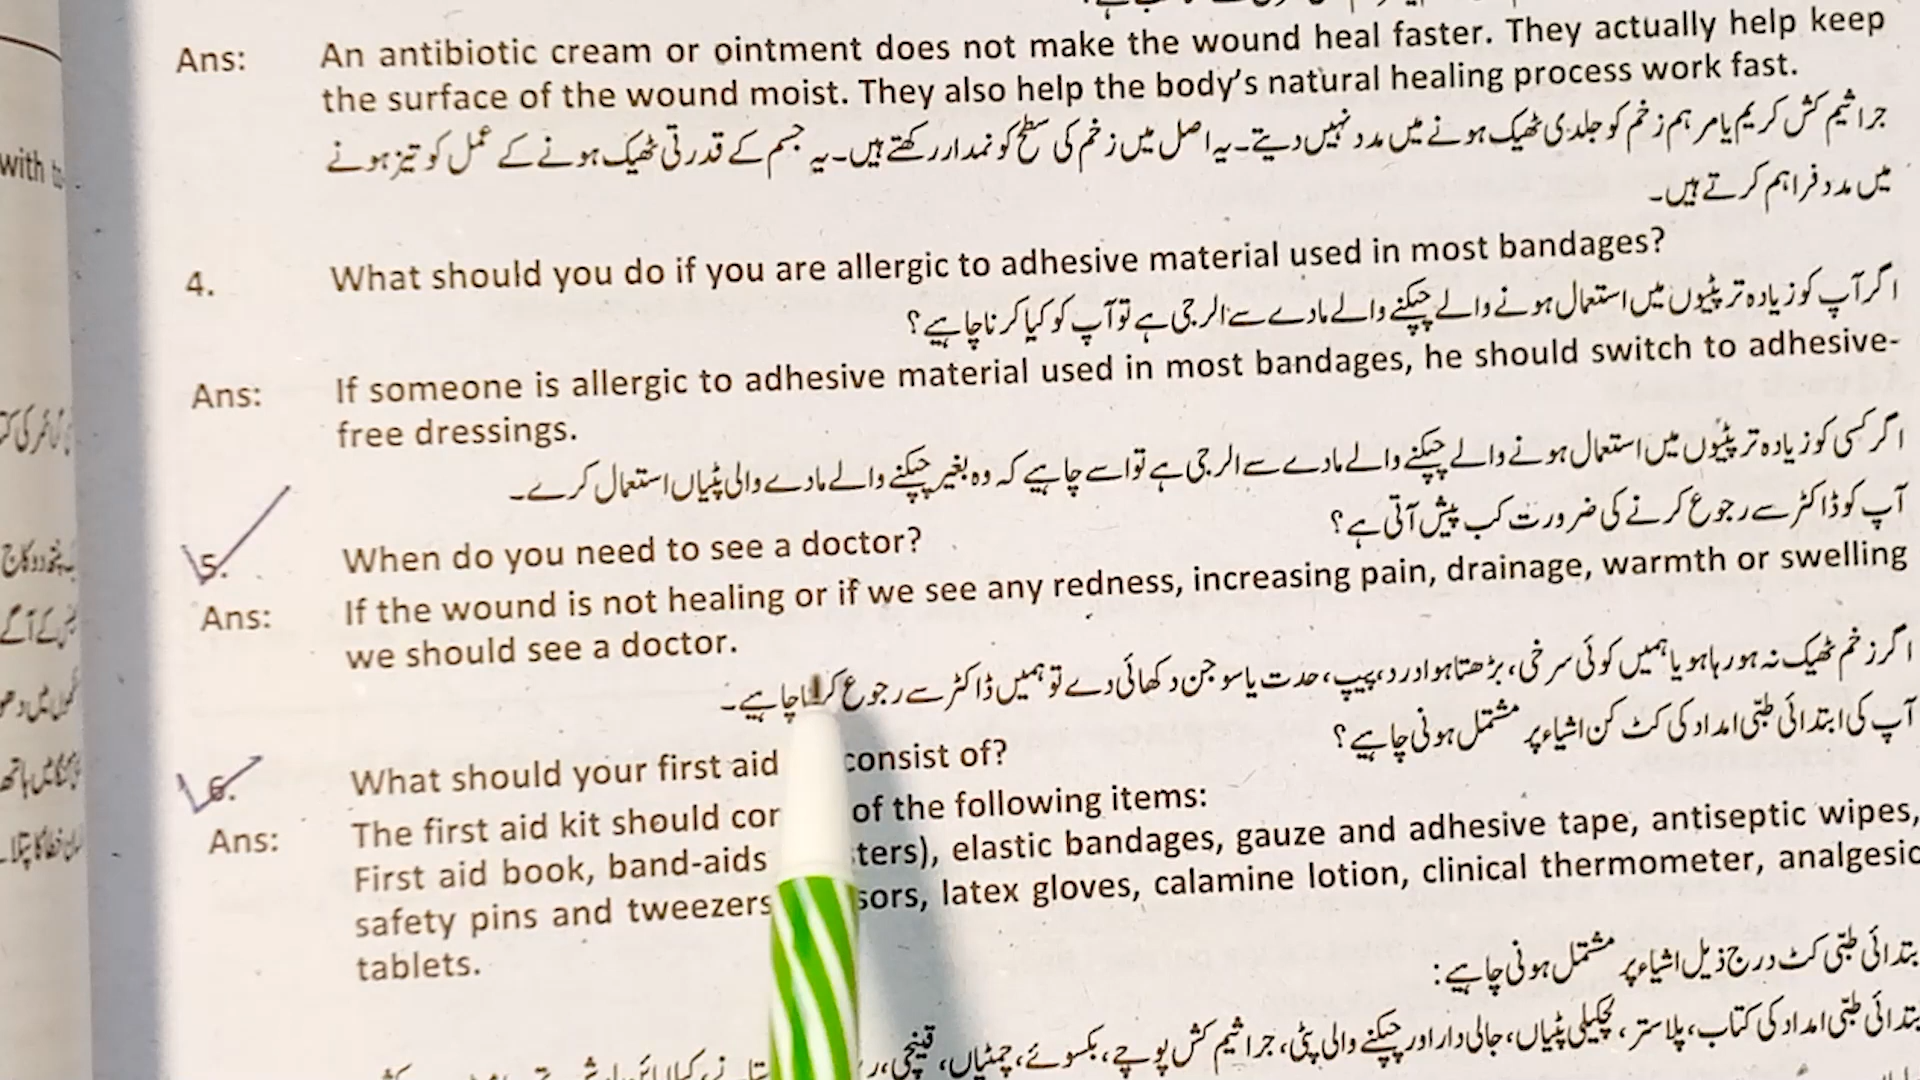 Ans: An antibiotic cream or ointment does not make the wound heal faster. They actually help keep
the surface of the wound moist. They also help the body's natural healing process work fast.
جراثیم کش کریم یا مرہم زخم کو جلدی ٹھیک ہونے میں مدد نہیں دیتے۔ یہ اصل میں زخم کی سطح کو نمدار رکھتے ہیں۔ یہ جسم کے قدرتی ٹھیک ہونے کے عمل کو تیز ہونے
میں مدد فراہم کرتے ہیں۔
4. What should you do if you are allergic to adhesive material used in most bandages?
اگر آپ کو زیادہ تر پٹیوں میں استعمال ہونے والے چپکنے والے مادے سے الرجی ہے تو آپ کو کیا کرنا چاہیے؟
Ans: If someone is allergic to adhesive material used in most bandages, he should switch to adhesive-
free dressings.
اگر کسی کو زیادہ تر پٹیوں میں استعمال ہونے والے چپکنے والے مادے سے الرجی ہے تو اسے چاہیے کہ وہ بغیر چپکنے والے مادے والی پٹیاں استعمال کرے۔
5. When do you need to see a doctor? آپ کو ڈاکٹر سے رجوع کرنے کی ضرورت کب پیش آتی ہے؟
Ans: If the wound is not healing or if we see any redness, increasing pain, drainage, warmth or swelling
we should see a doctor.
اگر زخم ٹھیک نہ ہو رہا ہو یا ہمیں کوئی سرخی، بڑھتا ہوا درد، پیپ، حدت یا سوجن دکھائی دے تو ہمیں ڈاکٹر سے رجوع کرنا چاہیے۔
6. What should your first aid consist of? آپ کی ابتدائی طبّی امداد کی کٹ کن اشیاء پر مشتمل ہونی چاہیے؟
Ans: The first aid kit should con of the following items:
First aid book, band-aids ters), elastic bandages, gauze and adhesive tape, antiseptic wipes,
safety pins and tweezers sors, latex gloves, calamine lotion, clinical thermometer, analgesic
tablets.
بتدائی طبّی کٹ درج ذیل اشیاء پر مشتمل ہونی چاہیے:
بتدائی طبّی امداد کی کتاب، پلاستر، لچکیلی پٹیاں، جالی دار اور چپکنے والی پٹی، جراثیم کش پوچے، بکسوئے، چمٹیاں، قینچی،
with